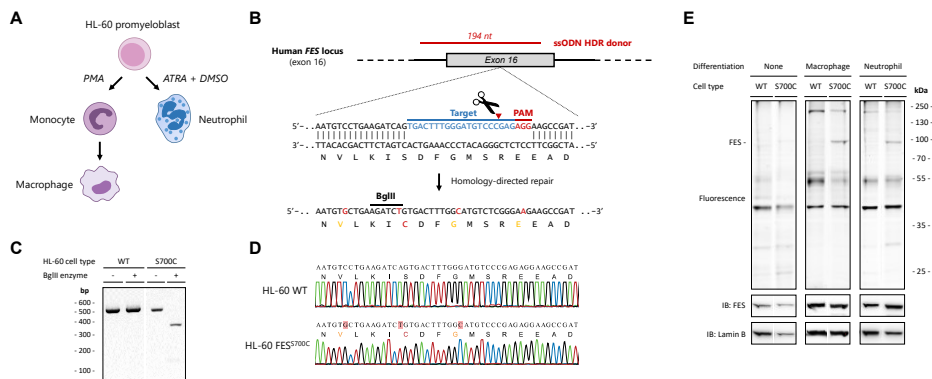 A
HL-60 promyeloblast
PMA
ATRA + DMSO
Monocyte
Neutrophil
Macrophage
B
194 nt
ssODN HDR donor
Human FES locus
(exon 16)
Exon 16
Target
PAM
5′–.. AATGTCCTGAAGATCAGTGACTTTGGGATGTCCCGAGAGGAAGCCGAT ..–3′
3′–.. TTACACGACTTCTAGTCACTGAAACCCTACAGGGCTCTCCTTCGGCTA ..–5′
N V L K I S D F G M S R E E A D
Homology-directed repair
BglII
5′–.. AATGTGCTGAAGATCTGTGACTTTGGCATGTCTCGGGAAGAAGCCGAT ..–3′
N V L K I C D F G M S R E E A D
C
HL-60 cell type
WT
S700C
BglII enzyme
- + - +
bp
600 -
500 -
400 -
300 -
200 -
100 -
D
AATGTCCTGAAGATCAGTGACTTTGGGATGTCCCGAGAGGAAGCCGAT
N V L K I S D F G M S R E E A D
HL-60 WT
AATGTGCTGAAGATCTGTGACTTTGGCATGTCCCGAGAGGAAGCCGAT
N V L K I C D F G M S R E E A D
HL-60 FES S700C
E
Differentiation
None
Macrophage
Neutrophil
Cell type
WT S700C WT S700C WT S700C
kDa
- 250 -
- 130 -
FES -
- 100 -
- 70 -
- 55 -
Fluorescence
- 35 -
- 25 -
IB: FES
IB: Lamin B